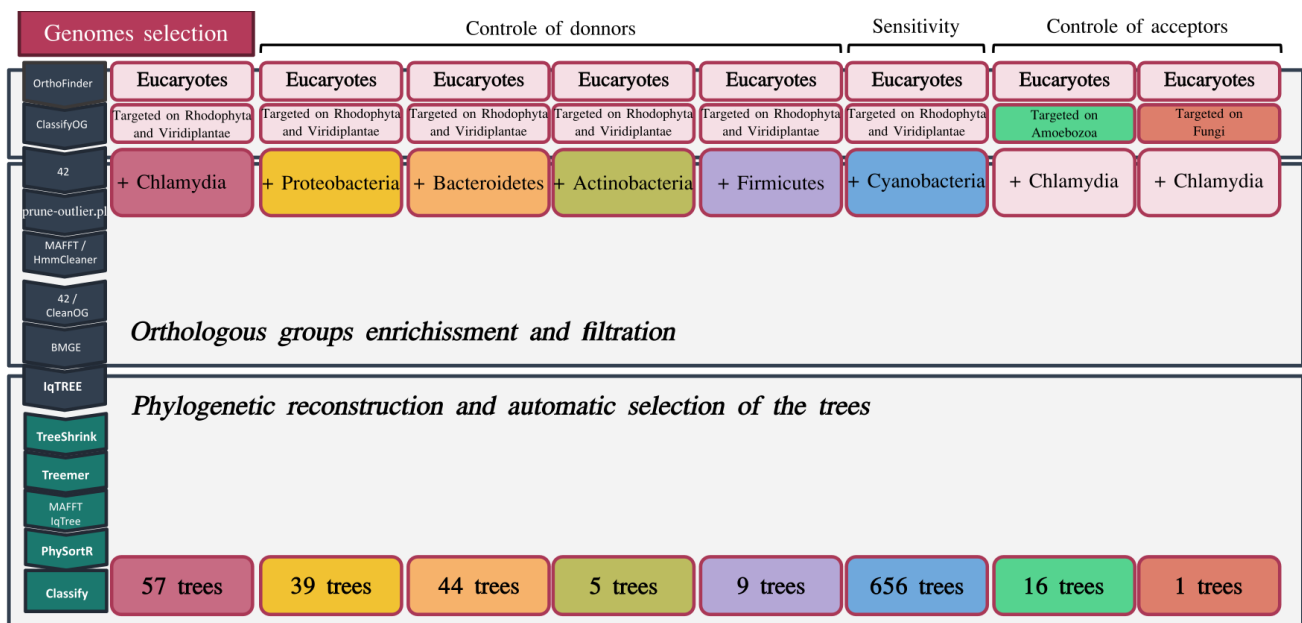 Genomes selection
Controle of donnors
Sensitivity
Controle of acceptors
OrthoFinder
Eucaryotes
Eucaryotes
Eucaryotes
Eucaryotes
Eucaryotes
Eucaryotes
Eucaryotes
Eucaryotes
ClassifyOG
Targeted on Rhodophyta
and Viridiplantae
Targeted on Rhodophyta
and Viridiplantae
Targeted on Rhodophyta
and Viridiplantae
Targeted on Rhodophyta
and Viridiplantae
Targeted on Rhodophyta
and Viridiplantae
Targeted on Rhodophyta
and Viridiplantae
Targeted on
Amoebozoa
Targeted on
Fungi
42
+ Chlamydia
+ Proteobacteria
+ Bacteroidetes
+ Actinobacteria
+ Firmicutes
+ Cyanobacteria
+ Chlamydia
+ Chlamydia
prune-outlier.pl
MAFFT /
HmmCleaner
42 /
CleanOG
Orthologous groups enrichissment and filtration
BMGE
IqTREE
Phylogenetic reconstruction and automatic selection of the trees
TreeShrink
Treemer
MAFFT
IqTree
PhySortR
Classify
57 trees
39 trees
44 trees
5 trees
9 trees
656 trees
16 trees
1 trees